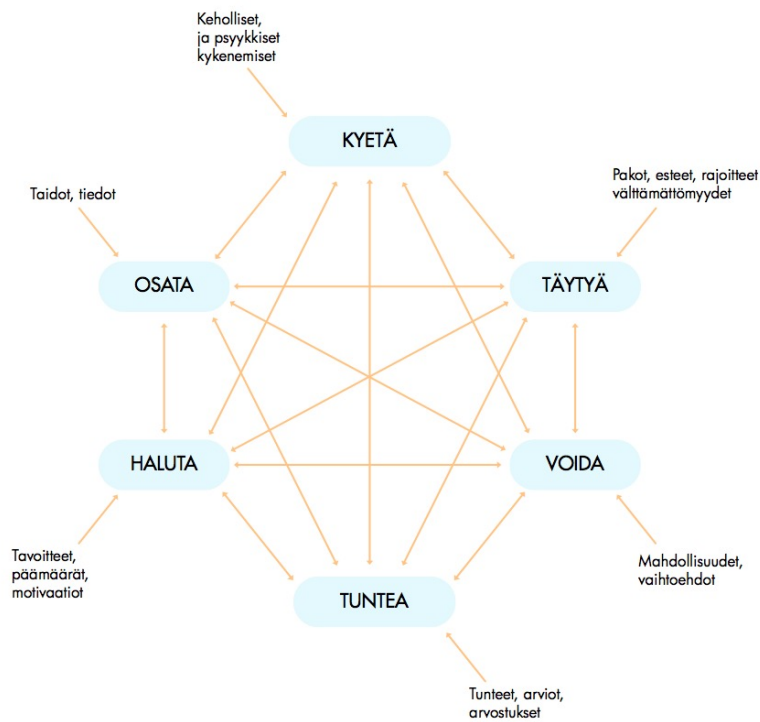 Keholliset,
ja psyykkiset
kykenemiset
KYETÄ
Taidot, tiedot
Pakot, esteet, rajoitteet
välttämättömyydet
OSATA
TÄYTYÄ
HALUTA
VOIDA
Tavoitteet,
päämäärät,
motivaatiot
Mahdollisuudet,
vaihtoehdot
TUNTEA
Tunteet, arviot,
arvostukset